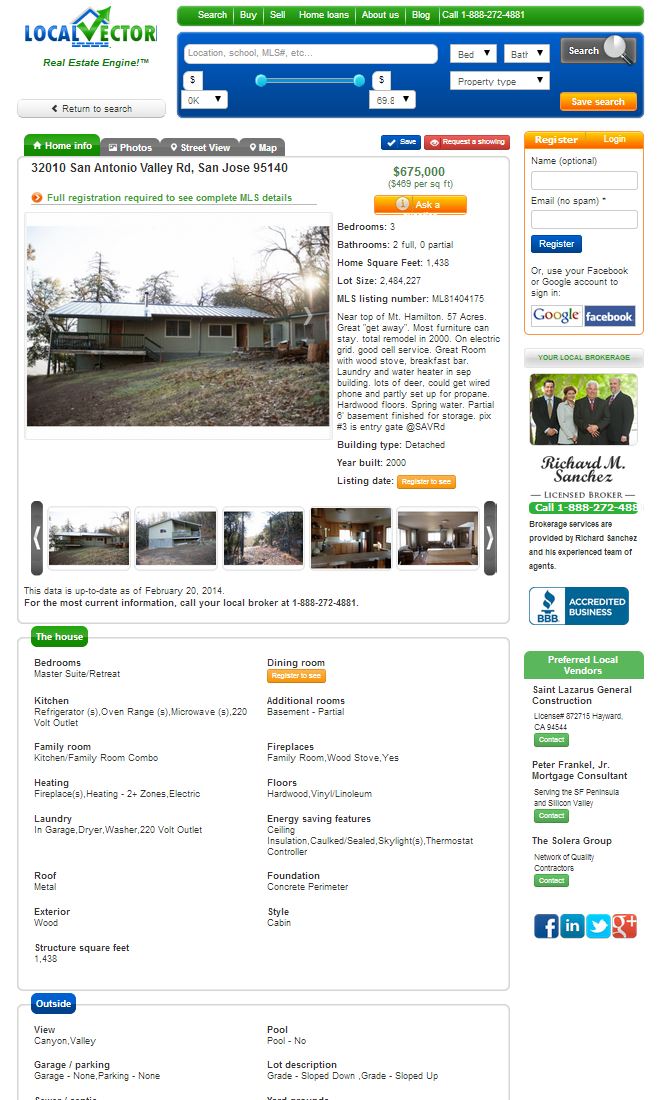 LOCALVECTOR
Real Estate Engine!™
Search Buy Sell Home loans About us Blog Call 1-888-272-4881
Location, school, MLS#, etc...
Bed
Bath
Search
$
$
0K
69.8
Property type
Return to search
Save search
Home info
Photos
Street View
Map
Save
Request a showing
32010 San Antonio Valley Rd, San Jose 95140
$675,000
($469 per sq ft)
Full registration required to see complete MLS details
Ask a
Bedrooms: 3
Bathrooms: 2 full, 0 partial
Home Square Feet: 1,438
Lot Size: 2,484,227
MLS listing number: ML81404175
Near top of Mt. Hamilton. 57 Acres.
Great "get away". Most furniture can
stay. total remodel in 2000. On electric
grid. good cell service. Great Room
with wood stove, breakfast bar.
Laundry and water heater in sep
building. lots of deer, could get wired
phone and partly set up for propane.
Hardwood floors. Spring water. Partial
6' basement finished for storage. pix
#3 is entry gate @SAVRd
Building type: Detached
Year built: 2000
Listing date: Register to see
This data is up-to-date as of February 20, 2014.
For the most current information, call your local broker at 1-888-272-4881.
The house
Bedrooms
Master Suite/Retreat
Dining room
Register to see
Kitchen
Refrigerator (s),Oven Range (s),Microwave (s),220
Volt Outlet
Additional rooms
Basement - Partial
Family room
Kitchen/Family Room Combo
Fireplaces
Family Room,Wood Stove,Yes
Heating
Fireplace(s),Heating - 2+ Zones,Electric
Floors
Hardwood,Vinyl/Linoleum
Laundry
In Garage,Dryer,Washer,220 Volt Outlet
Energy saving features
Ceiling
Insulation,Caulked/Sealed,Skylight(s),Thermostat
Controller
Roof
Metal
Foundation
Concrete Perimeter
Exterior
Wood
Style
Cabin
Structure square feet
1,438
Outside
View
Canyon,Valley
Pool
Pool - No
Garage / parking
Garage - None,Parking - None
Lot description
Grade - Sloped Down ,Grade - Sloped Up
Register
Login
Name (optional)
Email (no spam) *
Register
Or, use your Facebook
or Google account to
sign in:
Google
facebook
YOUR LOCAL BROKERAGE
Richard M.
Sanchez
LICENSED BROKER
Call 1-888-272-488
Brokerage services are
provided by Richard Sanchez
and his experienced team of
agents.
BBB.
ACCREDITED
BUSINESS
Preferred Local
Vendors
Saint Lazarus General
Construction
License# 872715 Hayward,
CA 94544
Contact
Peter Frankel, Jr.
Mortgage Consultant
Serving the SF Peninsula
and Silicon Valley
Contact
The Solera Group
Network of Quality
Contractors
Contact